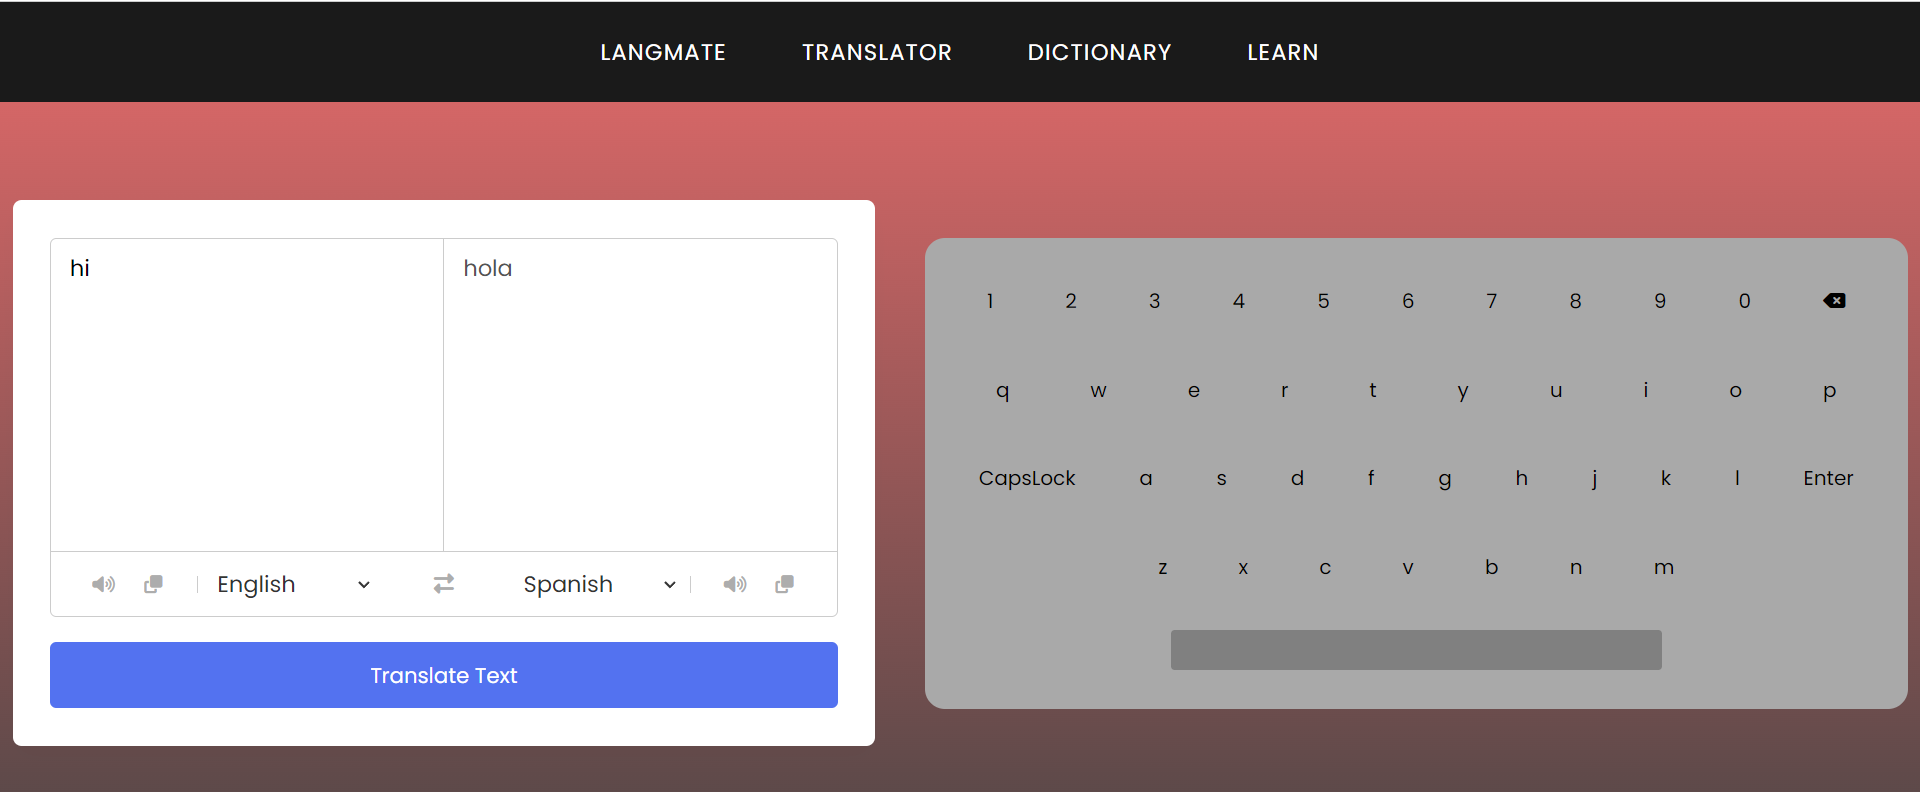 LANGMATE TRANSLATOR DICTIONARY LEARN
hi
hola
English Spanish
Translate Text
1 2 3 4 5 6 7 8 9 0
q w e r t y u i o p
CapsLock a s d f g h j k l Enter
z x c v b n m